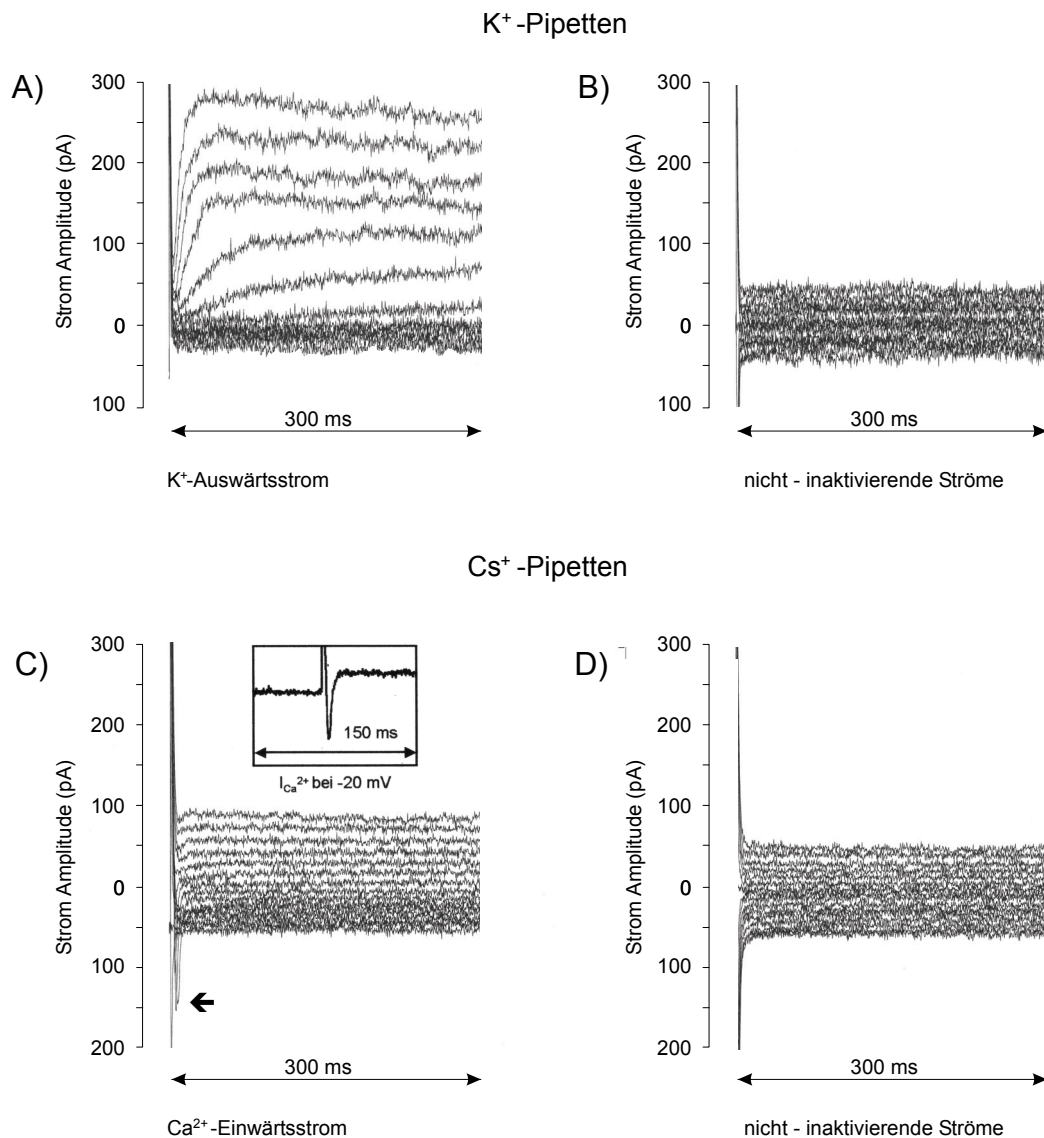 K⁺-Pipetten
A)
300
200
100
0
100
Strom Amplitude (pA)
300 ms
K⁺-Auswärtsstrom
B)
300
200
100
0
100
Strom Amplitude (pA)
300 ms
nicht - inaktivierende Ströme
Cs⁺-Pipetten
C)
300
200
100
0
100
200
Strom Amplitude (pA)
150 ms
I_Ca²⁺ bei -20 mV
300 ms
Ca²⁺-Einwärtsstrom
D)
300
200
100
0
100
200
Strom Amplitude (pA)
300 ms
nicht - inaktivierende Ströme